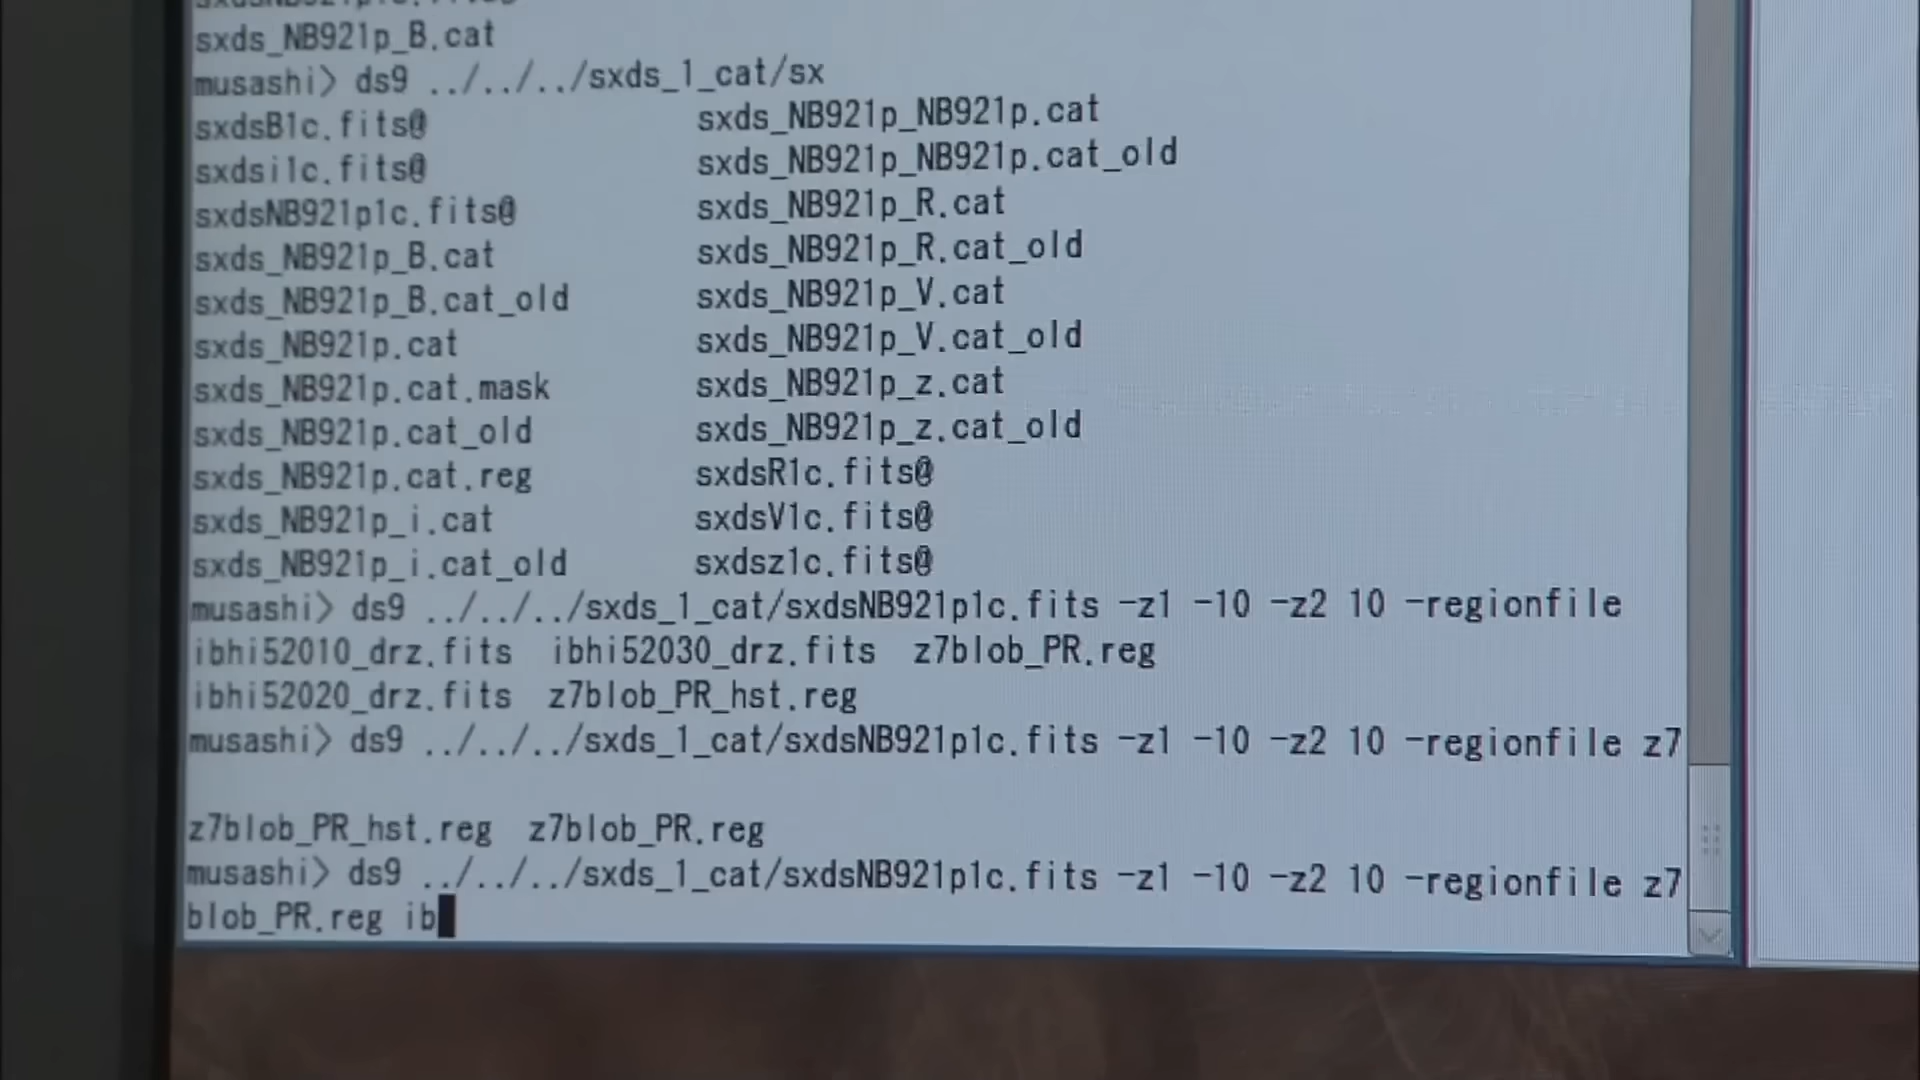 sxds_NB921p_B.cat
musashi> ds9 ../../../sxds_1_cat/sx
sxdsB1c.fits@ sxds_NB921p_NB921p.cat
sxdsi1c.fits@ sxds_NB921p_NB921p.cat_old
sxdsNB921p1c.fits@ sxds_NB921p_R.cat
sxds_NB921p_B.cat sxds_NB921p_R.cat_old
sxds_NB921p_B.cat_old sxds_NB921p_V.cat
sxds_NB921p.cat sxds_NB921p_V.cat_old
sxds_NB921p.cat.mask sxds_NB921p_z.cat
sxds_NB921p.cat_old sxds_NB921p_z.cat_old
sxds_NB921p.cat.reg sxdsR1c.fits@
sxds_NB921p_i.cat sxdsV1c.fits@
sxds_NB921p_i.cat_old sxdsz1c.fits@
musashi> ds9 ../../../sxds_1_cat/sxdsNB921p1c.fits -z1 -10 -z2 10 -regionfile
ibhi52010_drz.fits ibhi52030_drz.fits z7blob_PR.reg
ibhi52020_drz.fits z7blob_PR_hst.reg
musashi> ds9 ../../../sxds_1_cat/sxdsNB921p1c.fits -z1 -10 -z2 10 -regionfile z7
z7blob_PR_hst.reg z7blob_PR.reg
musashi> ds9 ../../../sxds_1_cat/sxdsNB921p1c.fits -z1 -10 -z2 10 -regionfile z7
blob_PR.reg ib